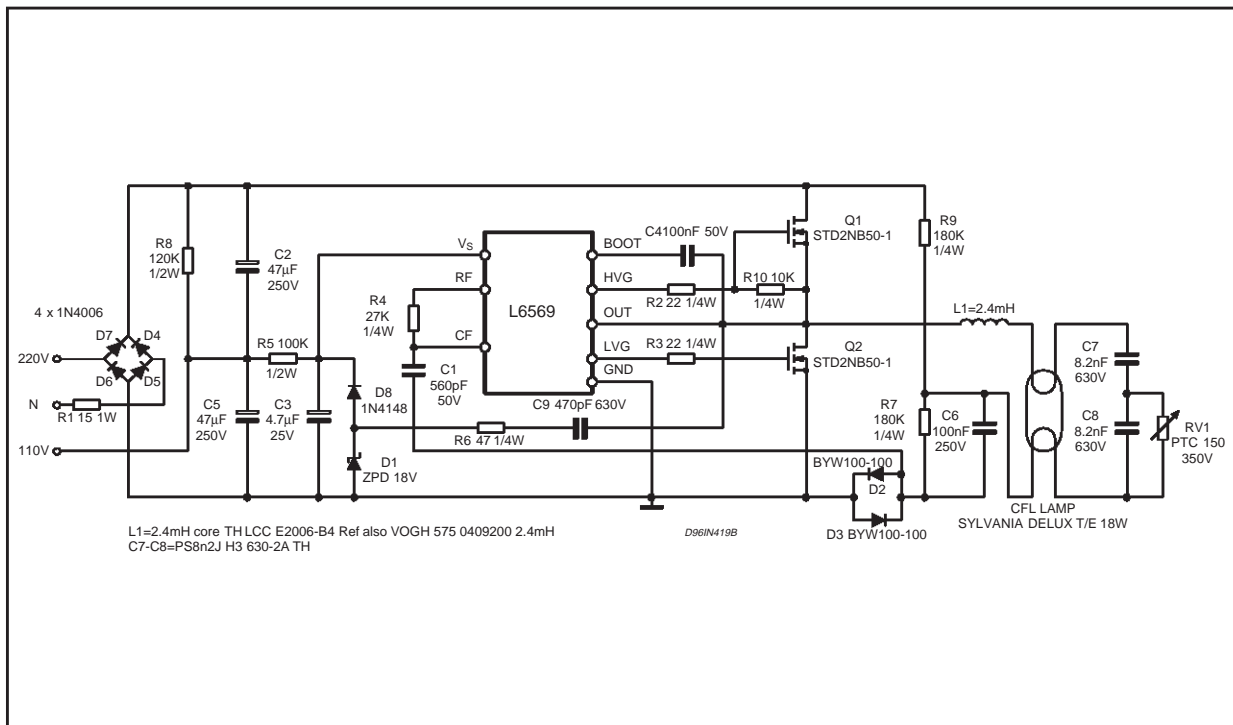 Q1
STD2NB50-1
R9
180K
1/4W
R8
120K
1/2W
C2
47µF
250V
VS
RF
CF
L6569
BOOT
HVG
OUT
LVG
GND
C4100nF 50V
R10 10K
1/4W
R2 22 1/4W
R3 22 1/4W
R4
27K
1/4W
L1=2.4mH
4 x 1N4006
D7
D4
D6
D5
220V
N
R1 15 1W
110V
R5 100K
1/2W
C5
47µF
250V
C3
4.7µF
25V
D8
1N4148
C1
560pF
50V
C9 470pF 630V
R6 47 1/4W
D1
ZPD 18V
Q2
STD2NB50-1
R7
180K
1/4W
C6
100nF
250V
C7
8.2nF
630V
C8
8.2nF
630V
RV1
PTC 150
350V
BYW100-100
D2
D3 BYW100-100
CFL LAMP
SYLVANIA DELUX T/E 18W
L1=2.4mH core TH LCC E2006-B4 Ref also VOGH 575 0409200 2.4mH
C7-C8=PS8n2J H3 630-2A TH
D96IN419B